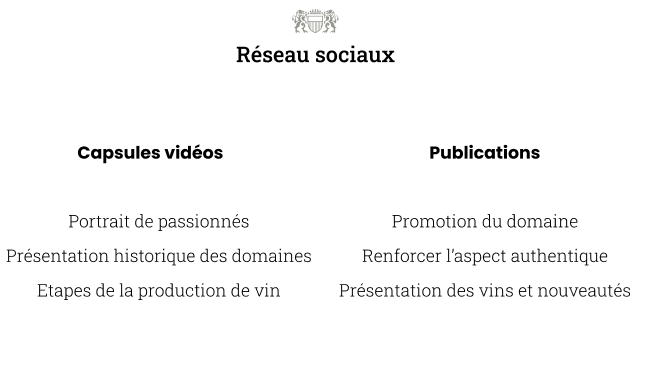 Réseau sociaux
Capsules vidéos
Portrait de passionnés
Présentation historique des domaines
Etapes de la production de vin
Publications
Promotion du domaine
Renforcer l'aspect authentique
Présentation des vins et nouveautés